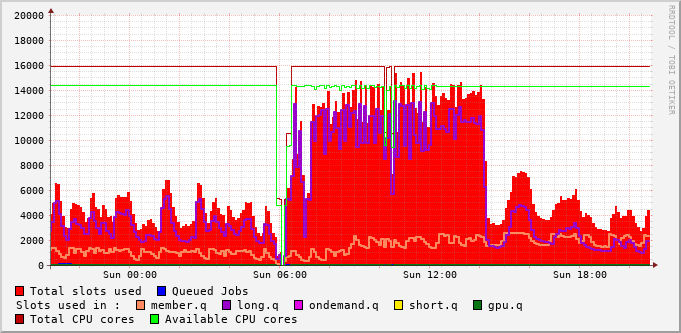 20000
18000
16000
14000
12000
10000
8000
6000
4000
2000
0
Sun 00:00 Sun 06:00 Sun 12:00 Sun 18:00
RRDTOOL / TOBI OETIKER
Total slots used Queued Jobs
Slots used in : member.q long.q ondemand.q short.q gpu.q
Total CPU cores Available CPU cores